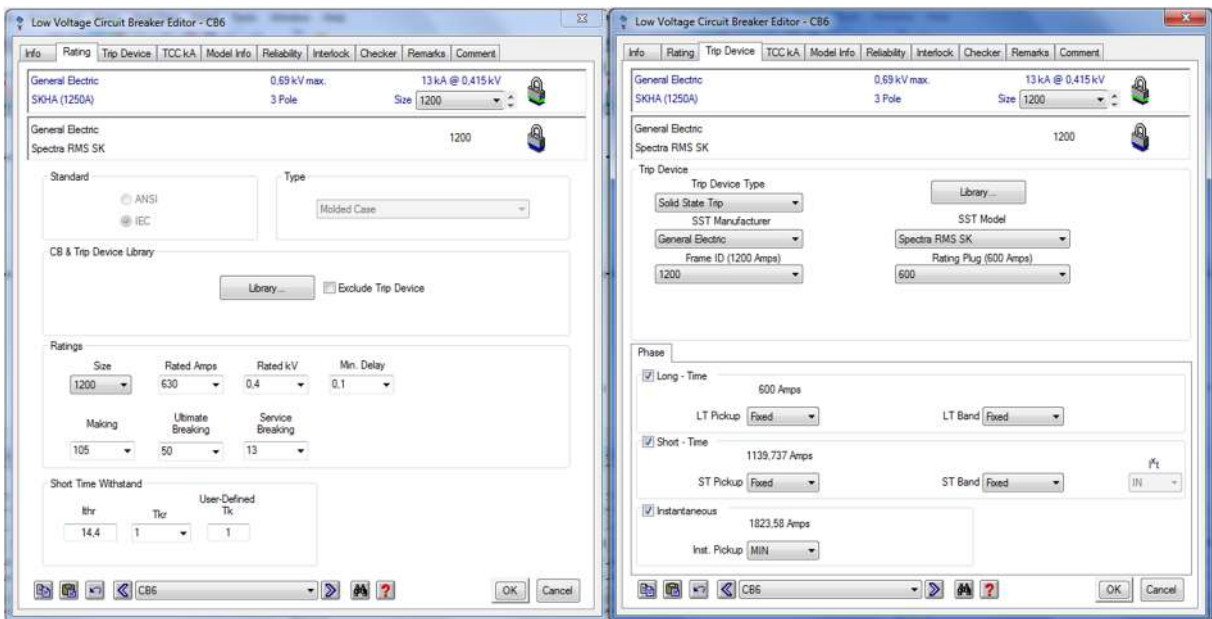 Low Voltage Circuit Breaker Editor - CB6
Info Rating Trip Device TCC kA Model Info Reliability Interlock Checker Remarks Comment
General Electric 0,69 kV max. 13 kA @ 0,415 kV
SKHA (1250A) 3 Pole Size 1200
General Electric 1200
Spectra RMS SK
Standard Type
ANSI
IEC
Molded Case
CB & Trip Device Library
Library... Exclude Trip Device
Ratings
Size Rated Amps Rated kV Min. Delay
1200 630 0,4 0,1
Making Ultimate Breaking Service Breaking
105 50 13
Short Time Withstand
Ithr Tkr User-Defined Tk
14,4 1 1
CB6 OK Cancel
Low Voltage Circuit Breaker Editor - CB6
Info Rating Trip Device TCC kA Model Info Reliability Interlock Checker Remarks Comment
General Electric 0,69 kV max. 13 kA @ 0,415 kV
SKHA (1250A) 3 Pole Size 1200
General Electric 1200
Spectra RMS SK
Trip Device
Trip Device Type Library...
Solid State Trip
SST Manufacturer SST Model
General Electric Spectra RMS SK
Frame ID (1200 Amps) Rating Plug (600 Amps)
1200 600
Phase
Long - Time
600 Amps
LT Pickup Fixed LT Band Fixed
Short - Time
1139,737 Amps
ST Pickup Fixed ST Band Fixed IN
Instantaneous
1823,58 Amps
Inst. Pickup MIN
CB6 OK Cancel